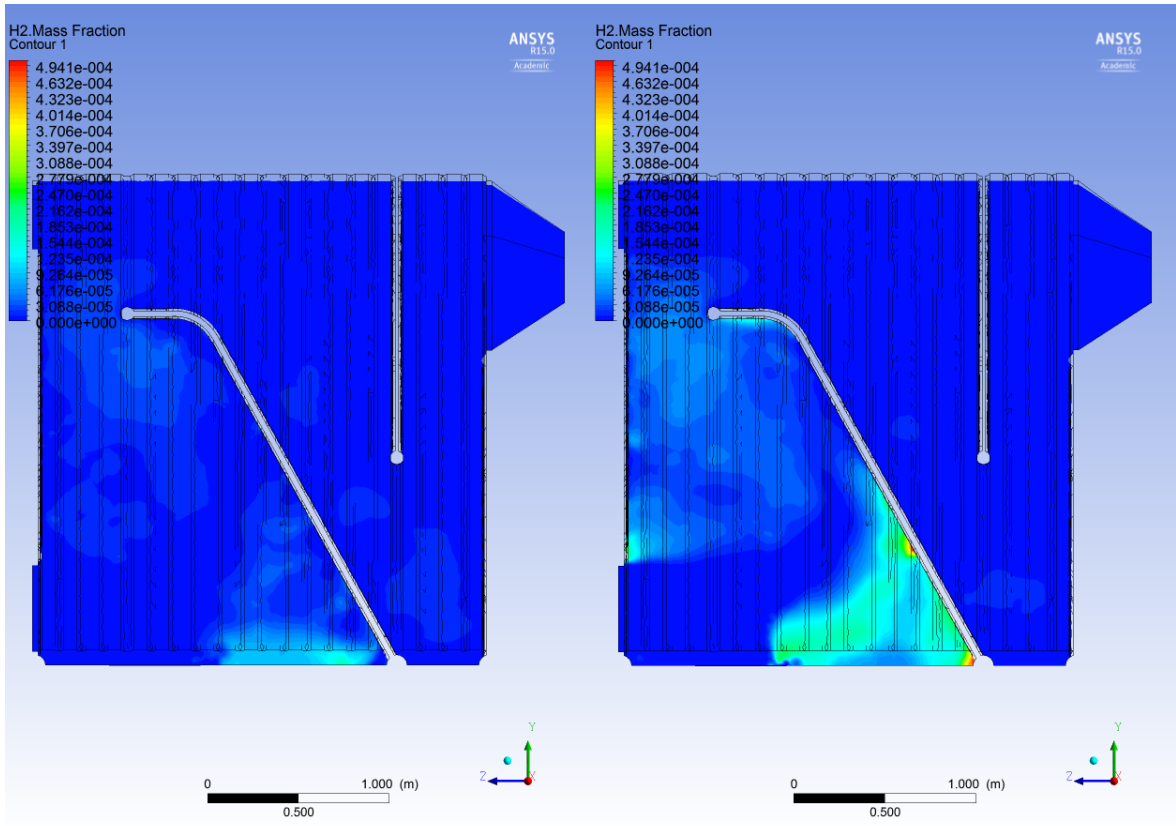 H2.Mass Fraction
Contour 1
ANSYS
R15.0
Academic
4.941e-004
4.632e-004
4.323e-004
4.014e-004
3.706e-004
3.397e-004
3.088e-004
2.779e-004
2.470e-004
2.162e-004
1.853e-004
1.544e-004
1.235e-004
9.264e-005
6.176e-005
3.088e-005
0.000e+000
Y
Z
X
0
1.000 (m)
0.500
H2.Mass Fraction
Contour 1
ANSYS
R15.0
Academic
4.941e-004
4.632e-004
4.323e-004
4.014e-004
3.706e-004
3.397e-004
3.088e-004
2.779e-004
2.470e-004
2.162e-004
1.853e-004
1.544e-004
1.235e-004
9.264e-005
6.176e-005
3.088e-005
0.000e+000
Y
Z
X
0
1.000 (m)
0.500